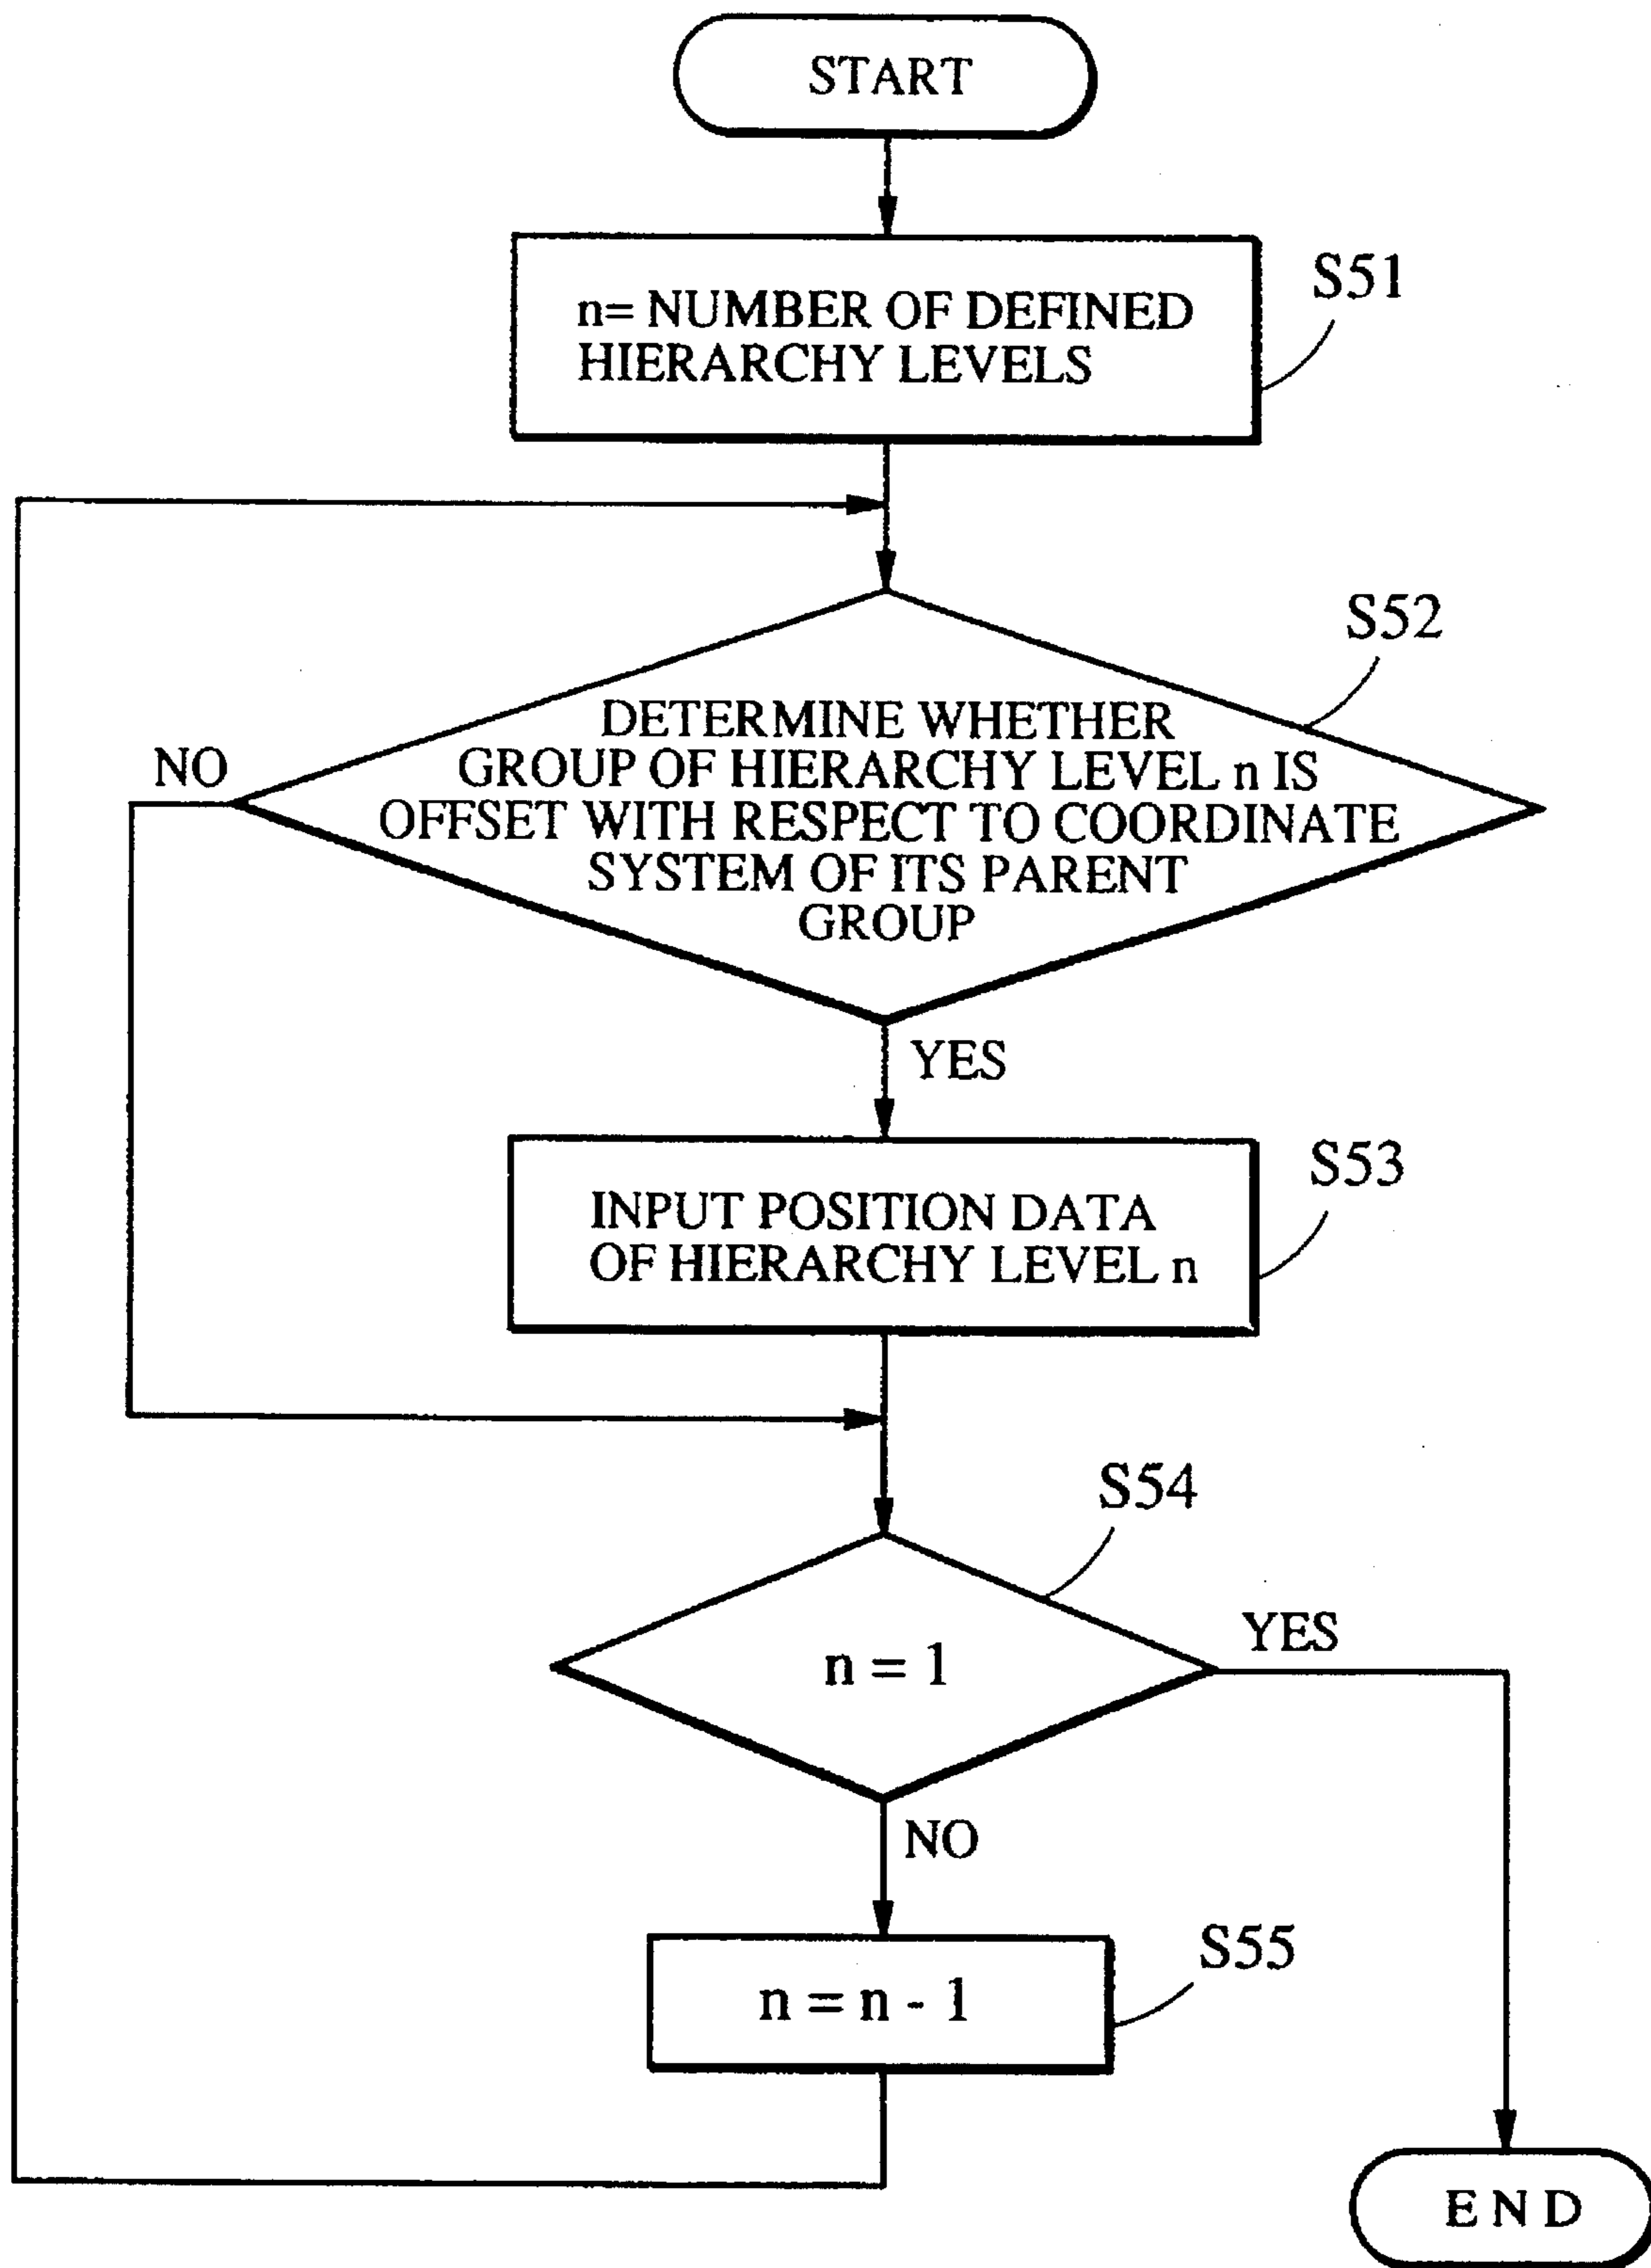 START
n= NUMBER OF DEFINED
HIERARCHY LEVELS
S51
S52
DETERMINE WHETHER
GROUP OF HIERARCHY LEVEL n IS
OFFSET WITH RESPECT TO COORDINATE
SYSTEM OF ITS PARENT
GROUP
NO
YES
S53
INPUT POSITION DATA
OF HIERARCHY LEVEL n
S54
n = 1
YES
NO
S55
n = n - 1
END